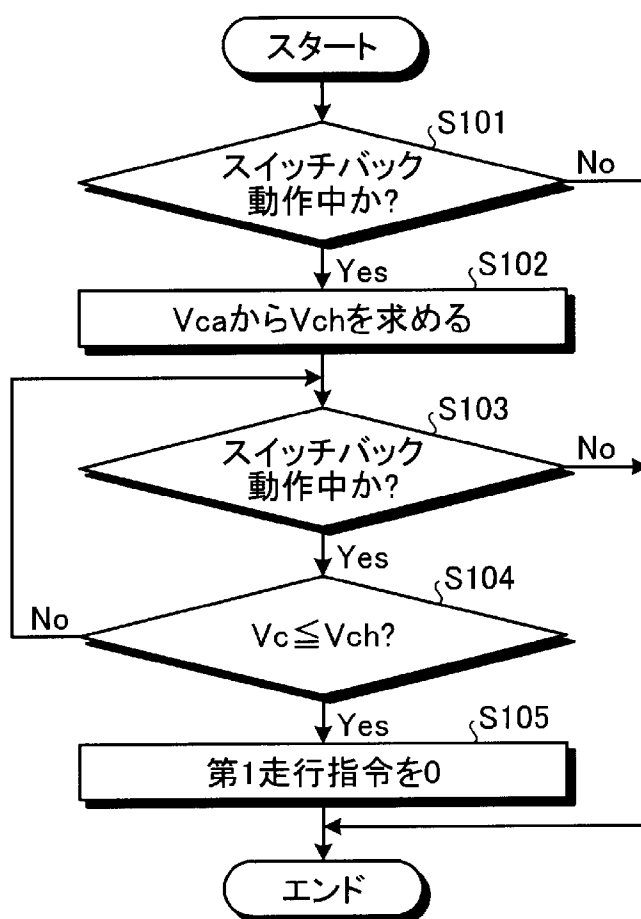 スタート
S101
スイッチバック
動作中か?
No
Yes
S102
VcaからVchを求める
S103
スイッチバック
動作中か?
No
Yes
S104
Vc≦Vch?
No
Yes
S105
第1走行指令を0
エンド